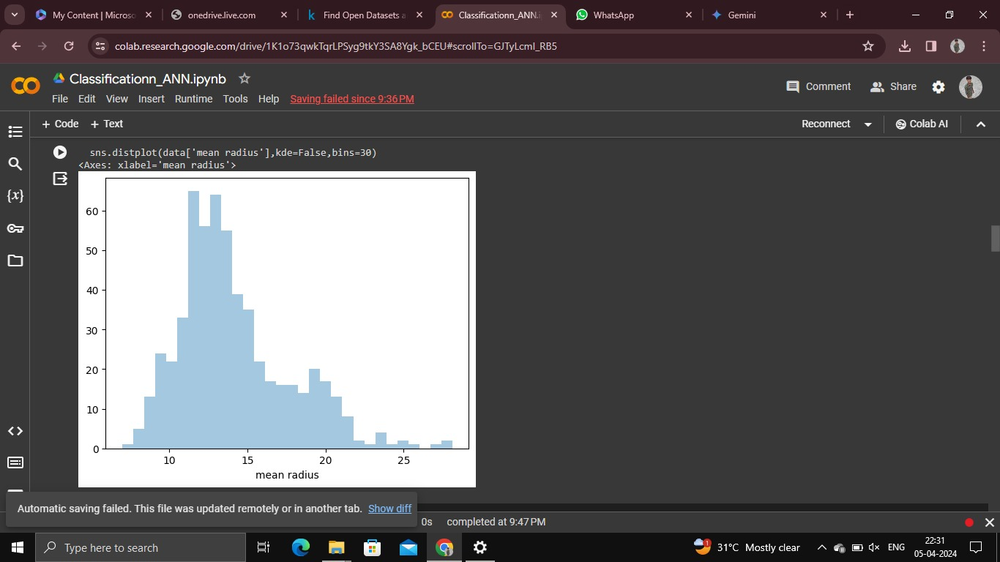 My Content | Microso
onedrive.live.com
Find Open Datasets a
Classificationn_ANN.i
WhatsApp
Gemini
colab.research.google.com/drive/1K1o73qwkTqrLPSyg9tkY3SA8Ygk_bCEU#scrollTo=GJTyLcmI_RB5
Classificationn_ANN.ipynb
Comment
Share
File Edit View Insert Runtime Tools Help Saving failed since 9:36 PM
+ Code + Text
Reconnect
Colab AI
{x}
sns.distplot(data['mean radius'],kde=False,bins=30)
<Axes: xlabel='mean radius'>
60
50
40
30
20
10
0
10 15 20 25
mean radius
Automatic saving failed. This file was updated remotely or in another tab. Show diff
0s completed at 9:47 PM
Type here to search
1
31°C Mostly clear
ENG
22:31
05-04-2024